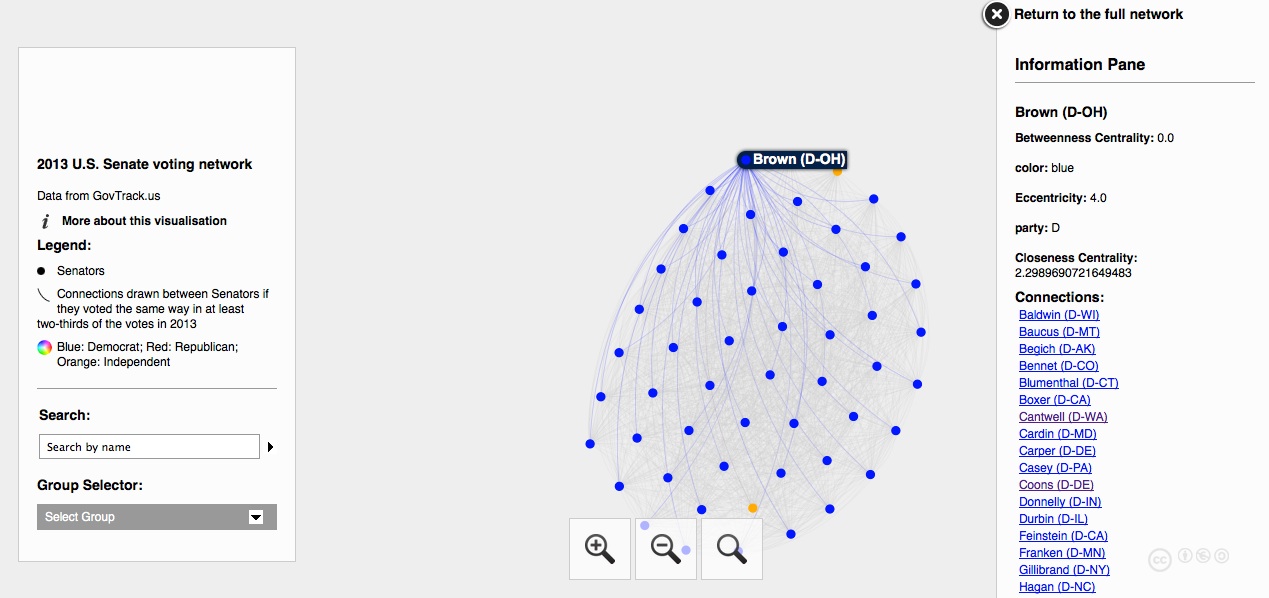 Return to the full network
2013 U.S. Senate voting network
Data from GovTrack.us
i More about this visualisation
Legend:
Senators
Connections drawn between Senators if
they voted the same way in at least
two-thirds of the votes in 2013
Blue: Democrat; Red: Republican;
Orange: Independent
Search:
Search by name
Group Selector:
Select Group
Brown (D-OH)
Information Pane
Brown (D-OH)
Betweenness Centrality: 0.0
color: blue
Eccentricity: 4.0
party: D
Closeness Centrality:
2.2989690721649483
Connections:
Baldwin (D-WI)
Baucus (D-MT)
Begich (D-AK)
Bennet (D-CO)
Blumenthal (D-CT)
Boxer (D-CA)
Cantwell (D-WA)
Cardin (D-MD)
Carper (D-DE)
Casey (D-PA)
Coons (D-DE)
Donnelly (D-IN)
Durbin (D-IL)
Feinstein (D-CA)
Franken (D-MN)
Gillibrand (D-NY)
Hagan (D-NC)
cc